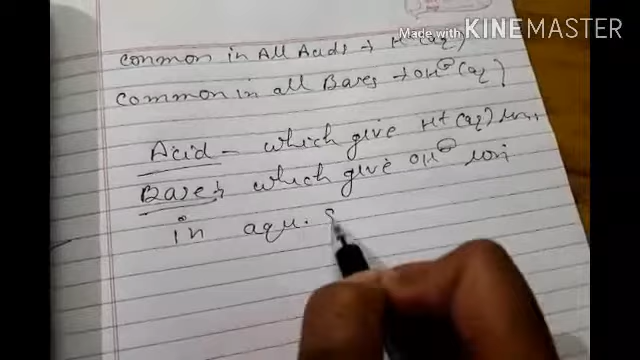 Made with KINEMASTER
Common in All Acids → H (aq)
Common in all Bases → OH⊖ (aq)
Acid - which give H+ (aq) ion
Base: which give OH⊖ ion
in aqu. S